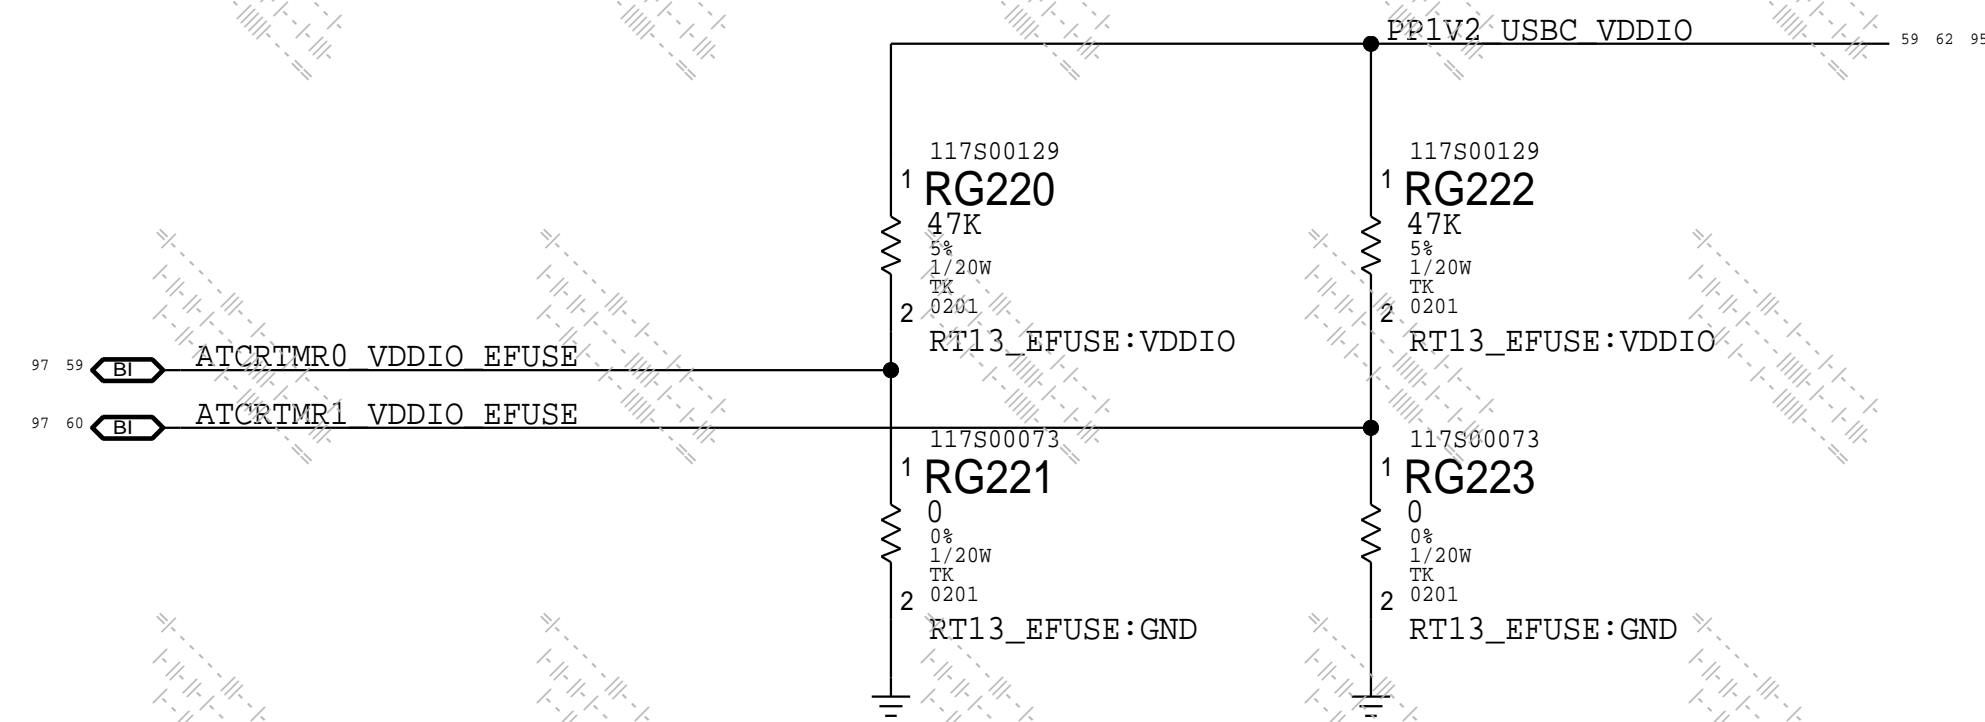 PP1V2_USBC_VDDIO
59 62 95
117S00129
1
RG220
47K
5%
1/20W
TK
0201
2
RT13_EFUSE:VDDIO
117S00129
1
RG222
47K
5%
1/20W
TK
0201
2
RT13_EFUSE:VDDIO
97 59 BI ATCRTMR0_VDDIO_EFUSE
97 60 BI ATCRTMR1_VDDIO_EFUSE
117S00073
1
RG221
0
0%
1/20W
TK
0201
2
RT13_EFUSE:GND
117S00073
1
RG223
0
0%
1/20W
TK
0201
2
RT13_EFUSE:GND